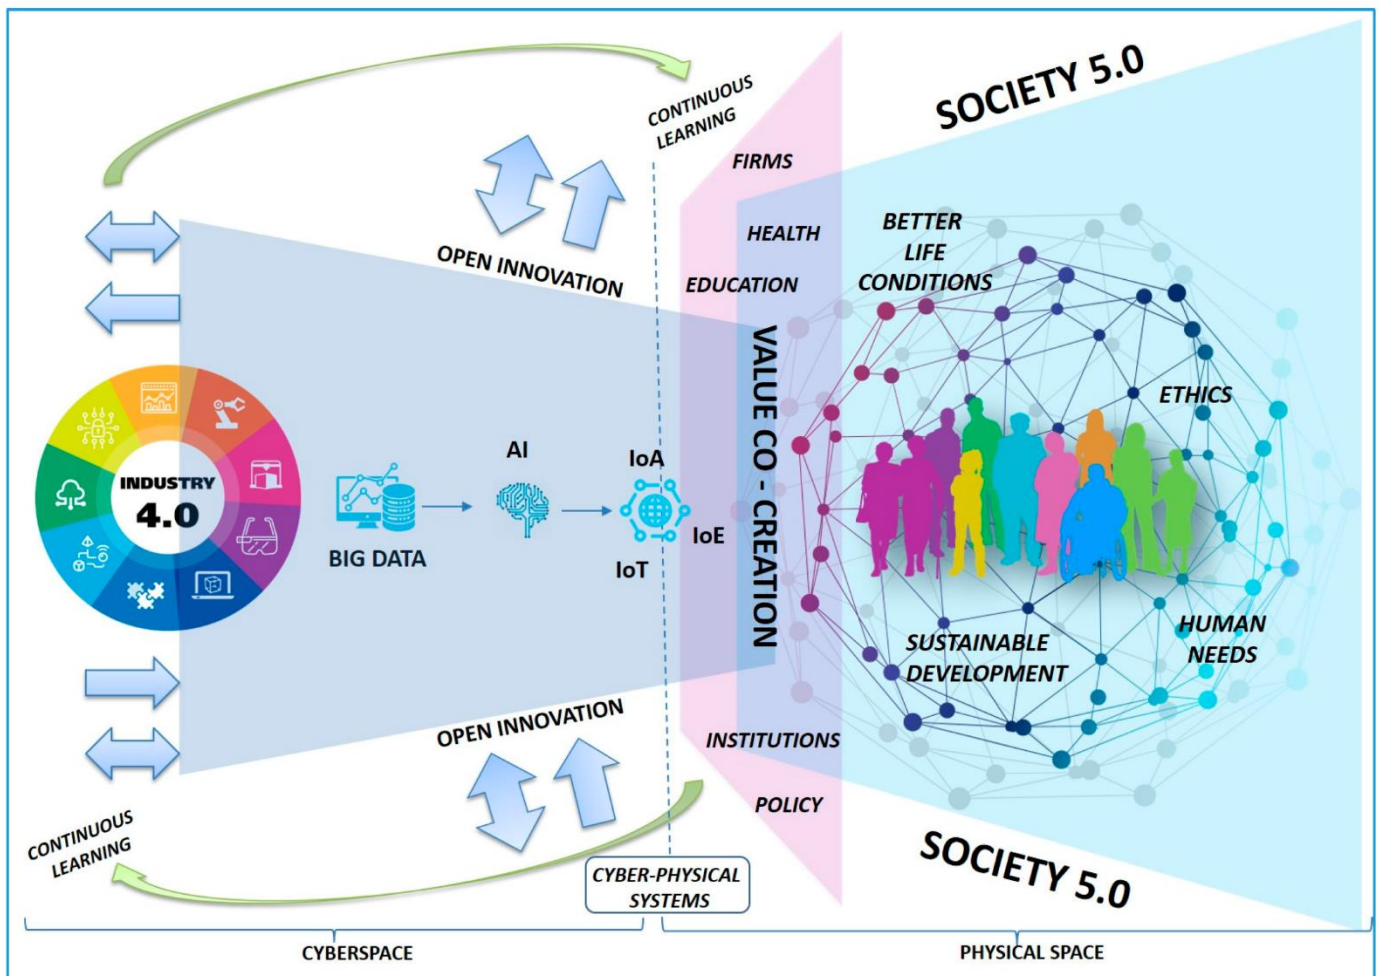 SOCIETY 5.0
CONTINUOUS
LEARNING
FIRMS
HEALTH
BETTER
LIFE
CONDITIONS
OPEN INNOVATION
EDUCATION
VALUE CO - CREATION
ETHICS
INDUSTRY
4.0
BIG DATA
AI
IoA
IoE
IoT
SUSTAINABLE
DEVELOPMENT
HUMAN
NEEDS
OPEN INNOVATION
INSTITUTIONS
POLICY
CONTINUOUS
LEARNING
SOCIETY 5.0
CYBER-PHYSICAL
SYSTEMS
CYBERSPACE
PHYSICAL SPACE